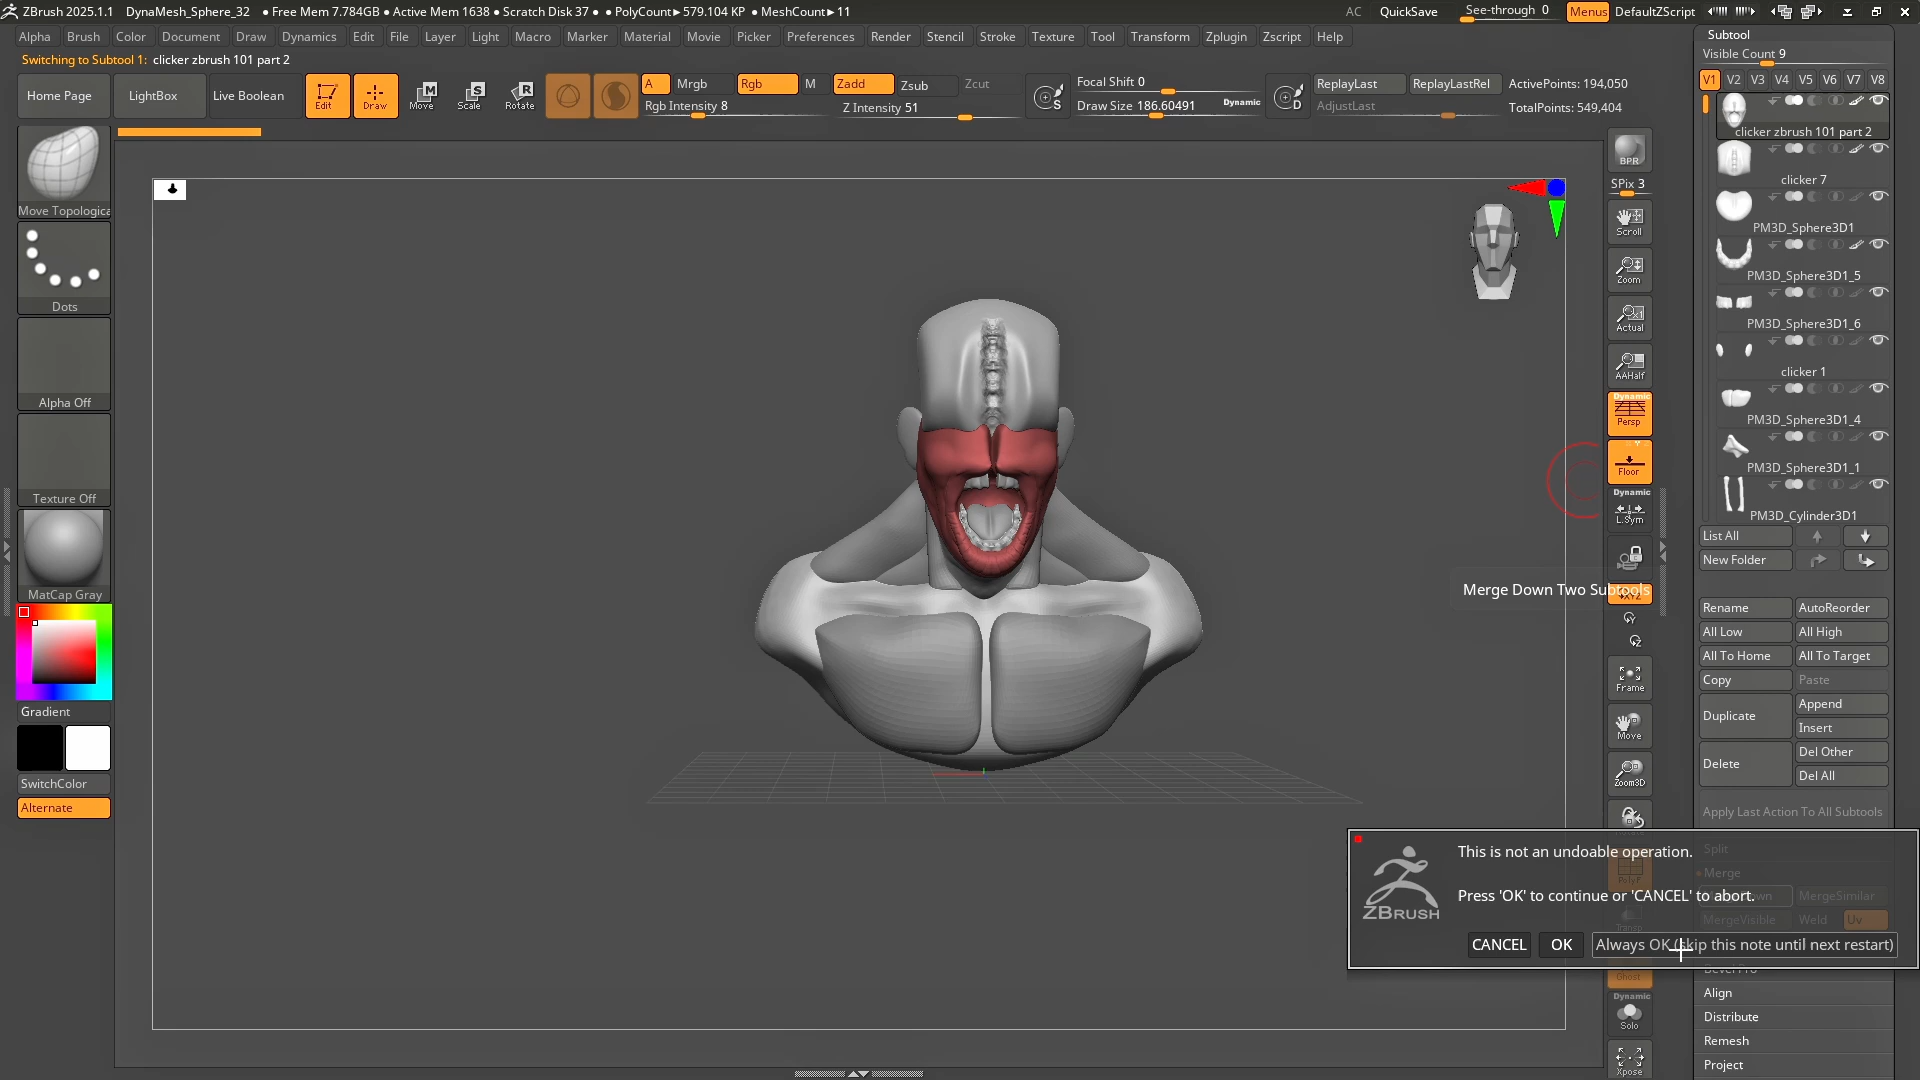 ZBrush 2025.1.1 DynaMesh_Sphere_32 • Free Mem 7.784GB • Active Mem 1638 • Scratch Disk 37 • • PolyCount►579.104 KP • MeshCount►11 AC QuickSave See-through 0 Menus DefaultZScript
Alpha Brush Color Document Draw Dynamics Edit File Layer Light Macro Marker Material Movie Picker Preferences Render Stencil Stroke Texture Tool Transform Zplugin Zscript Help
Switching to Subtool 1: clicker zbrush 101 part 2
Home Page
LightBox
Live Boolean
Edit
Draw
Move
Scale
Rotate
A Mrgb Rgb M Zadd Zsub Zcut
Rgb Intensity 8
Z Intensity 51
Focal Shift 0
Draw Size 186.60491 Dynamic
ReplayLast ReplayLastRel
AdjustLast
ActivePoints: 194,050
TotalPoints: 549,404
Move Topologica
Dots
Alpha Off
Texture Off
MatCap Gray
Gradient
SwitchColor
Alternate
BPR
SPix 3
Scroll
Zoom
Actual
AAHalf
Dynamic
Persp
Floor
Dynamic
L.Sym
Merge Down Two Subtools
Frame
Move
Zoom3D
Ghost
Dynamic
Solo
Xpose
Subtool
Visible Count 9
V1 V2 V3 V4 V5 V6 V7 V8
clicker zbrush 101 part 2
clicker 7
PM3D_Sphere3D1
PM3D_Sphere3D1_5
PM3D_Sphere3D1_6
clicker 1
PM3D_Sphere3D1_4
PM3D_Sphere3D1_1
PM3D_Cylinder3D1
List All
New Folder
Rename AutoReorder
All Low All High
All To Home All To Target
Copy Paste
Duplicate Append
Insert
Delete Del Other
Del All
Apply Last Action To All Subtools
Split
Merge
MergeSimilar
MergeVisible Weld Uv
This is not an undoable operation.
Press 'OK' to continue or 'CANCEL' to abort.
ZBRUSH
CANCEL OK Always OK (skip this note until next restart)
Align
Distribute
Remesh
Project